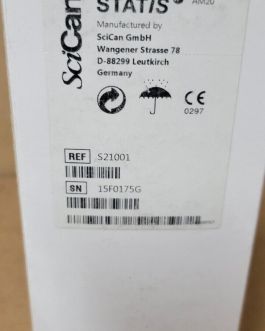 SciCan
STATIS
AM20
Manufactured by
SciCan GmbH
Wangener Strasse 78
D-88299 Leutkirch
Germany
CE
0297
REF S21001
SN 15F0175G